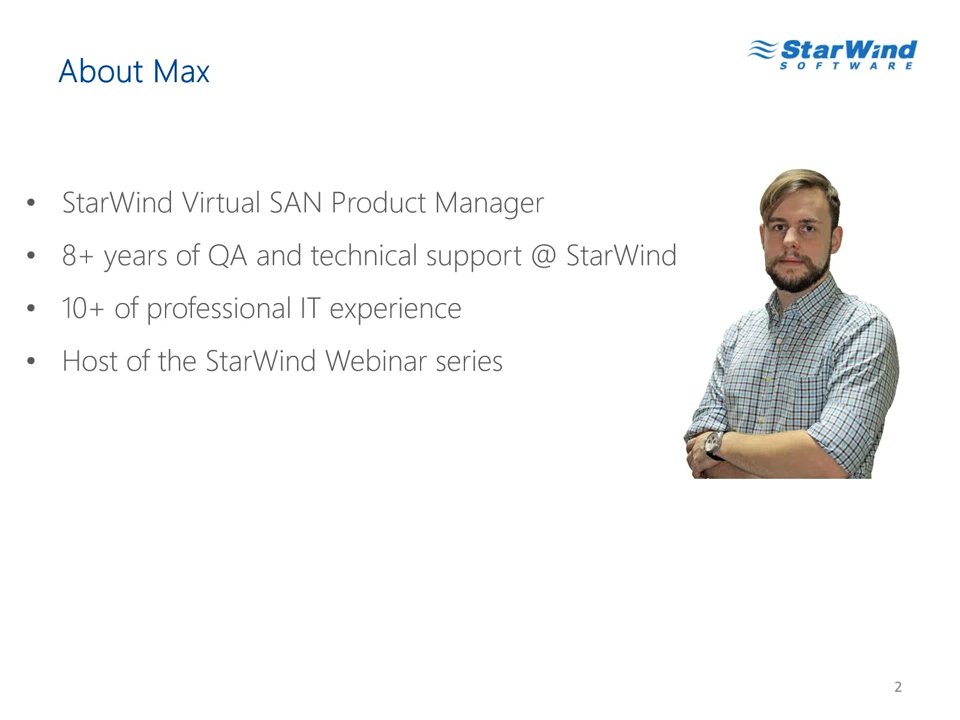 About Max
StarWind
SOFTWARE
• StarWind Virtual SAN Product Manager
• 8+ years of QA and technical support @ StarWind
• 10+ of professional IT experience
• Host of the StarWind Webinar series
2